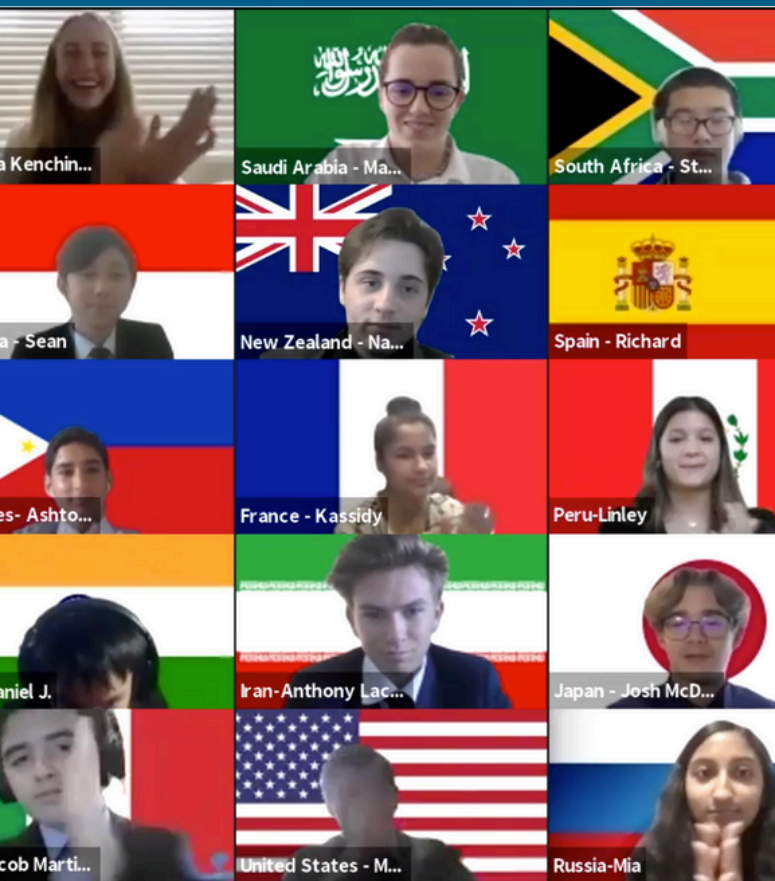 a Kenchin...
Saudi Arabia - Ma...
South Africa - St...
a - Sean
New Zealand - Na...
Spain - Richard
es- Ashto...
France - Kassidy
Peru-Linley
aniel J.
Iran-Anthony Lac...
Japan - Josh McD...
cob Marti...
United States - M...
Russia-Mia